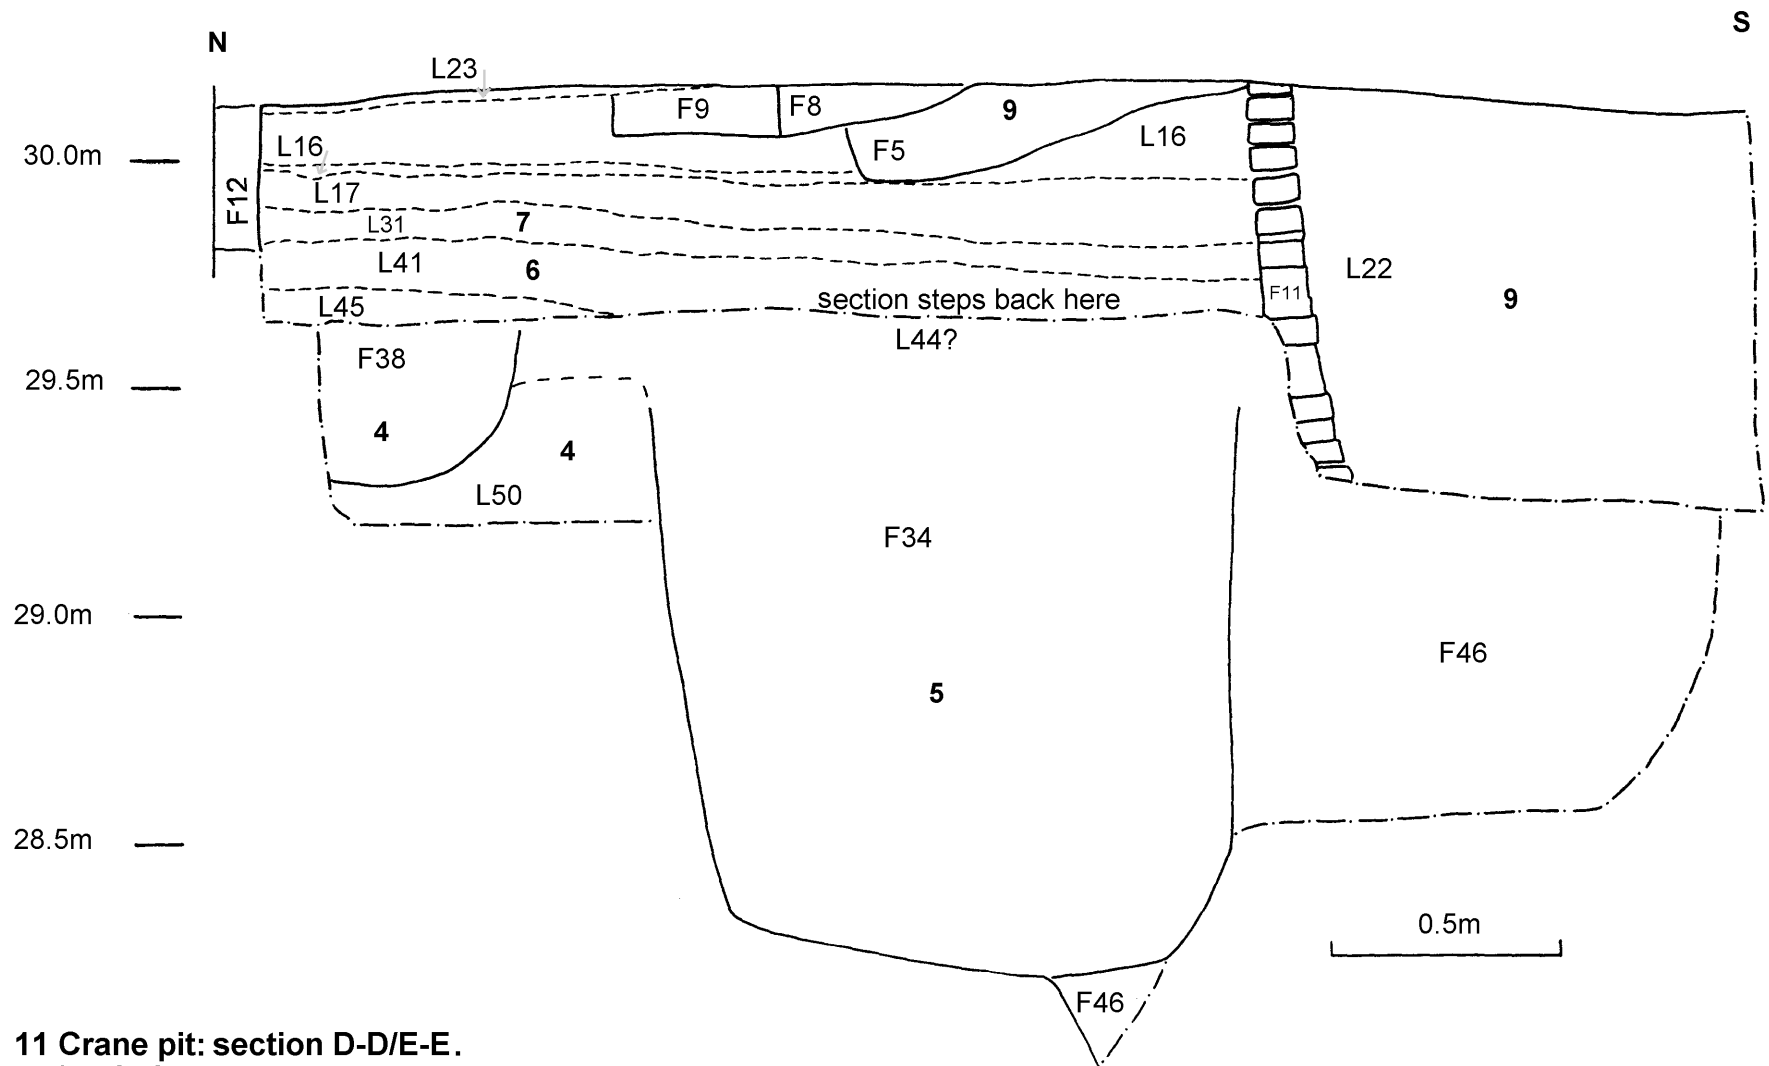 N
S
L23
F9
F8
9
F5
L16
L16
30.0m
F12
L17
L31
7
L41
6
L22
F11
9
section steps back here
L45
L44?
F38
29.5m
4
4
L50
F34
29.0m
F46
5
28.5m
0.5m
F46
11 Crane pit: section D-D/E-E.